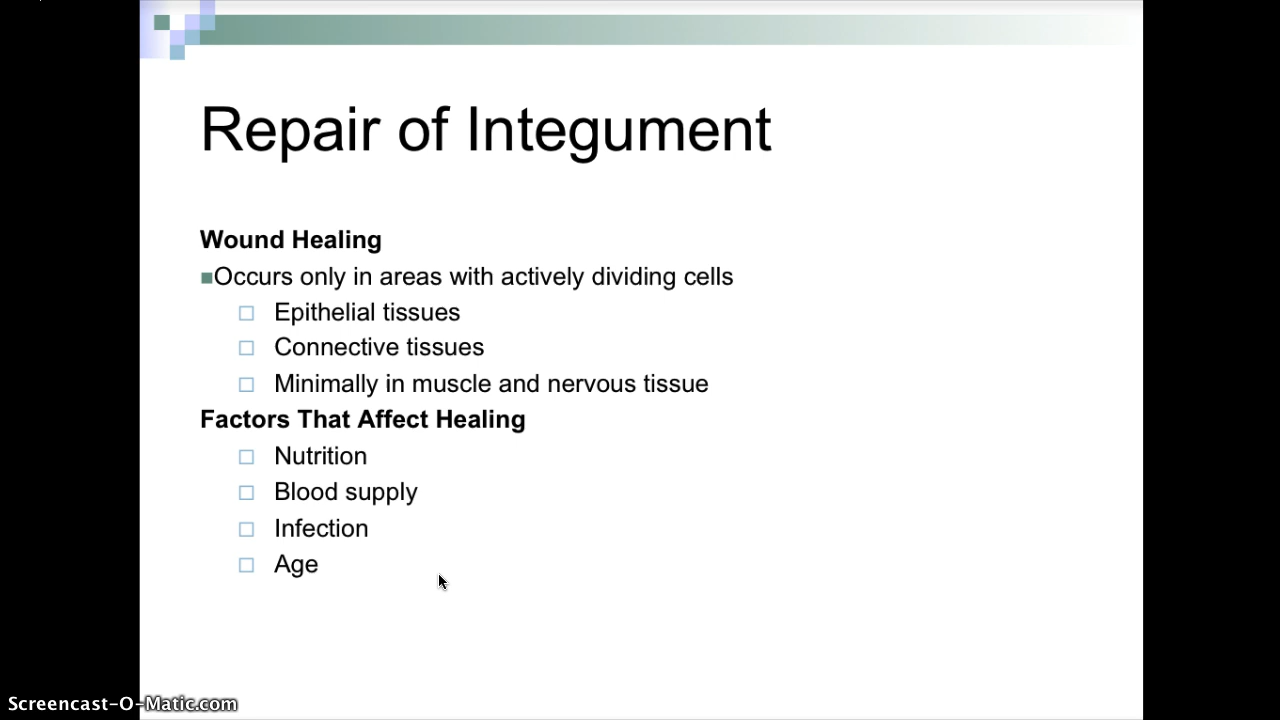 Repair of Integument
Wound Healing
Occurs only in areas with actively dividing cells
Epithelial tissues
Connective tissues
Minimally in muscle and nervous tissue
Factors That Affect Healing
Nutrition
Blood supply
Infection
Age
Screencast-O-Matic.com